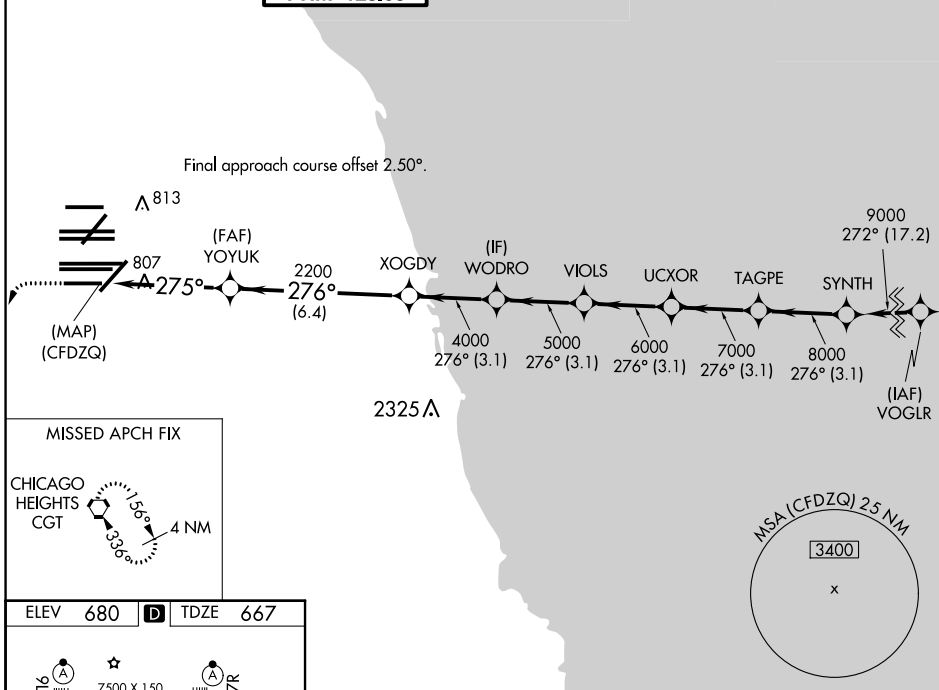 Final approach course offset 2.50°.
813
807
275°
(FAF)
YOYUK
2200
276°
(6.4)
XOGDY
(IF)
WODRO
VIOLS
UCXOR
TAGPE
SYNTH
9000
272° (17.2)
(MAP)
(CFDZQ)
4000
276° (3.1)
5000
276° (3.1)
6000
276° (3.1)
7000
276° (3.1)
8000
276° (3.1)
(IAF)
VOGLR
2325
MISSED APCH FIX
CHICAGO
HEIGHTS
CGT
156°
336°
4 NM
MSA (CFDZQ) 25 NM
3400
x
ELEV 680 D TDZE 667
A
A
7500 X 150